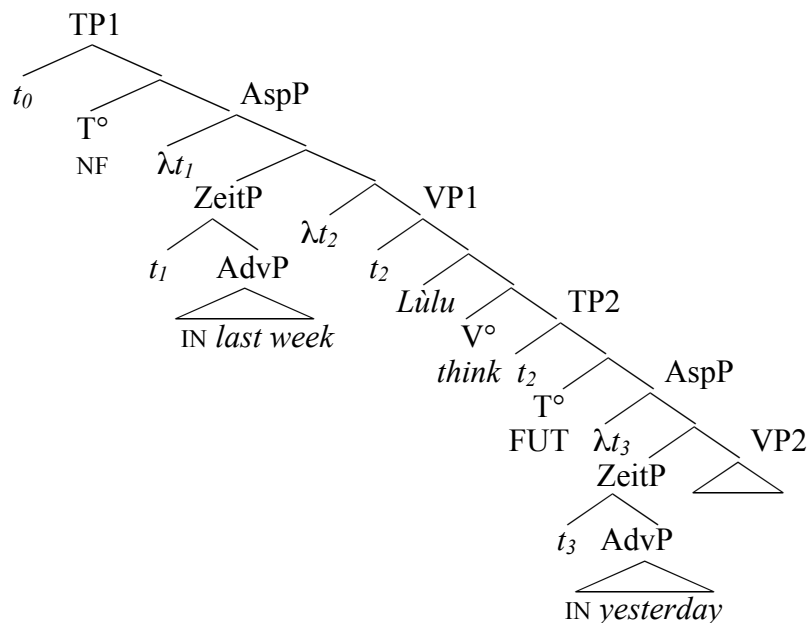 TP1
t0 AspP
T°
NF λt1
ZeitP VP1
λt2
t1 t2
AdvP
Lùlu TP2
V°
IN last week
think t2 AspP
T°
FUT λt3 VP2
ZeitP
t3 AdvP
IN yesterday